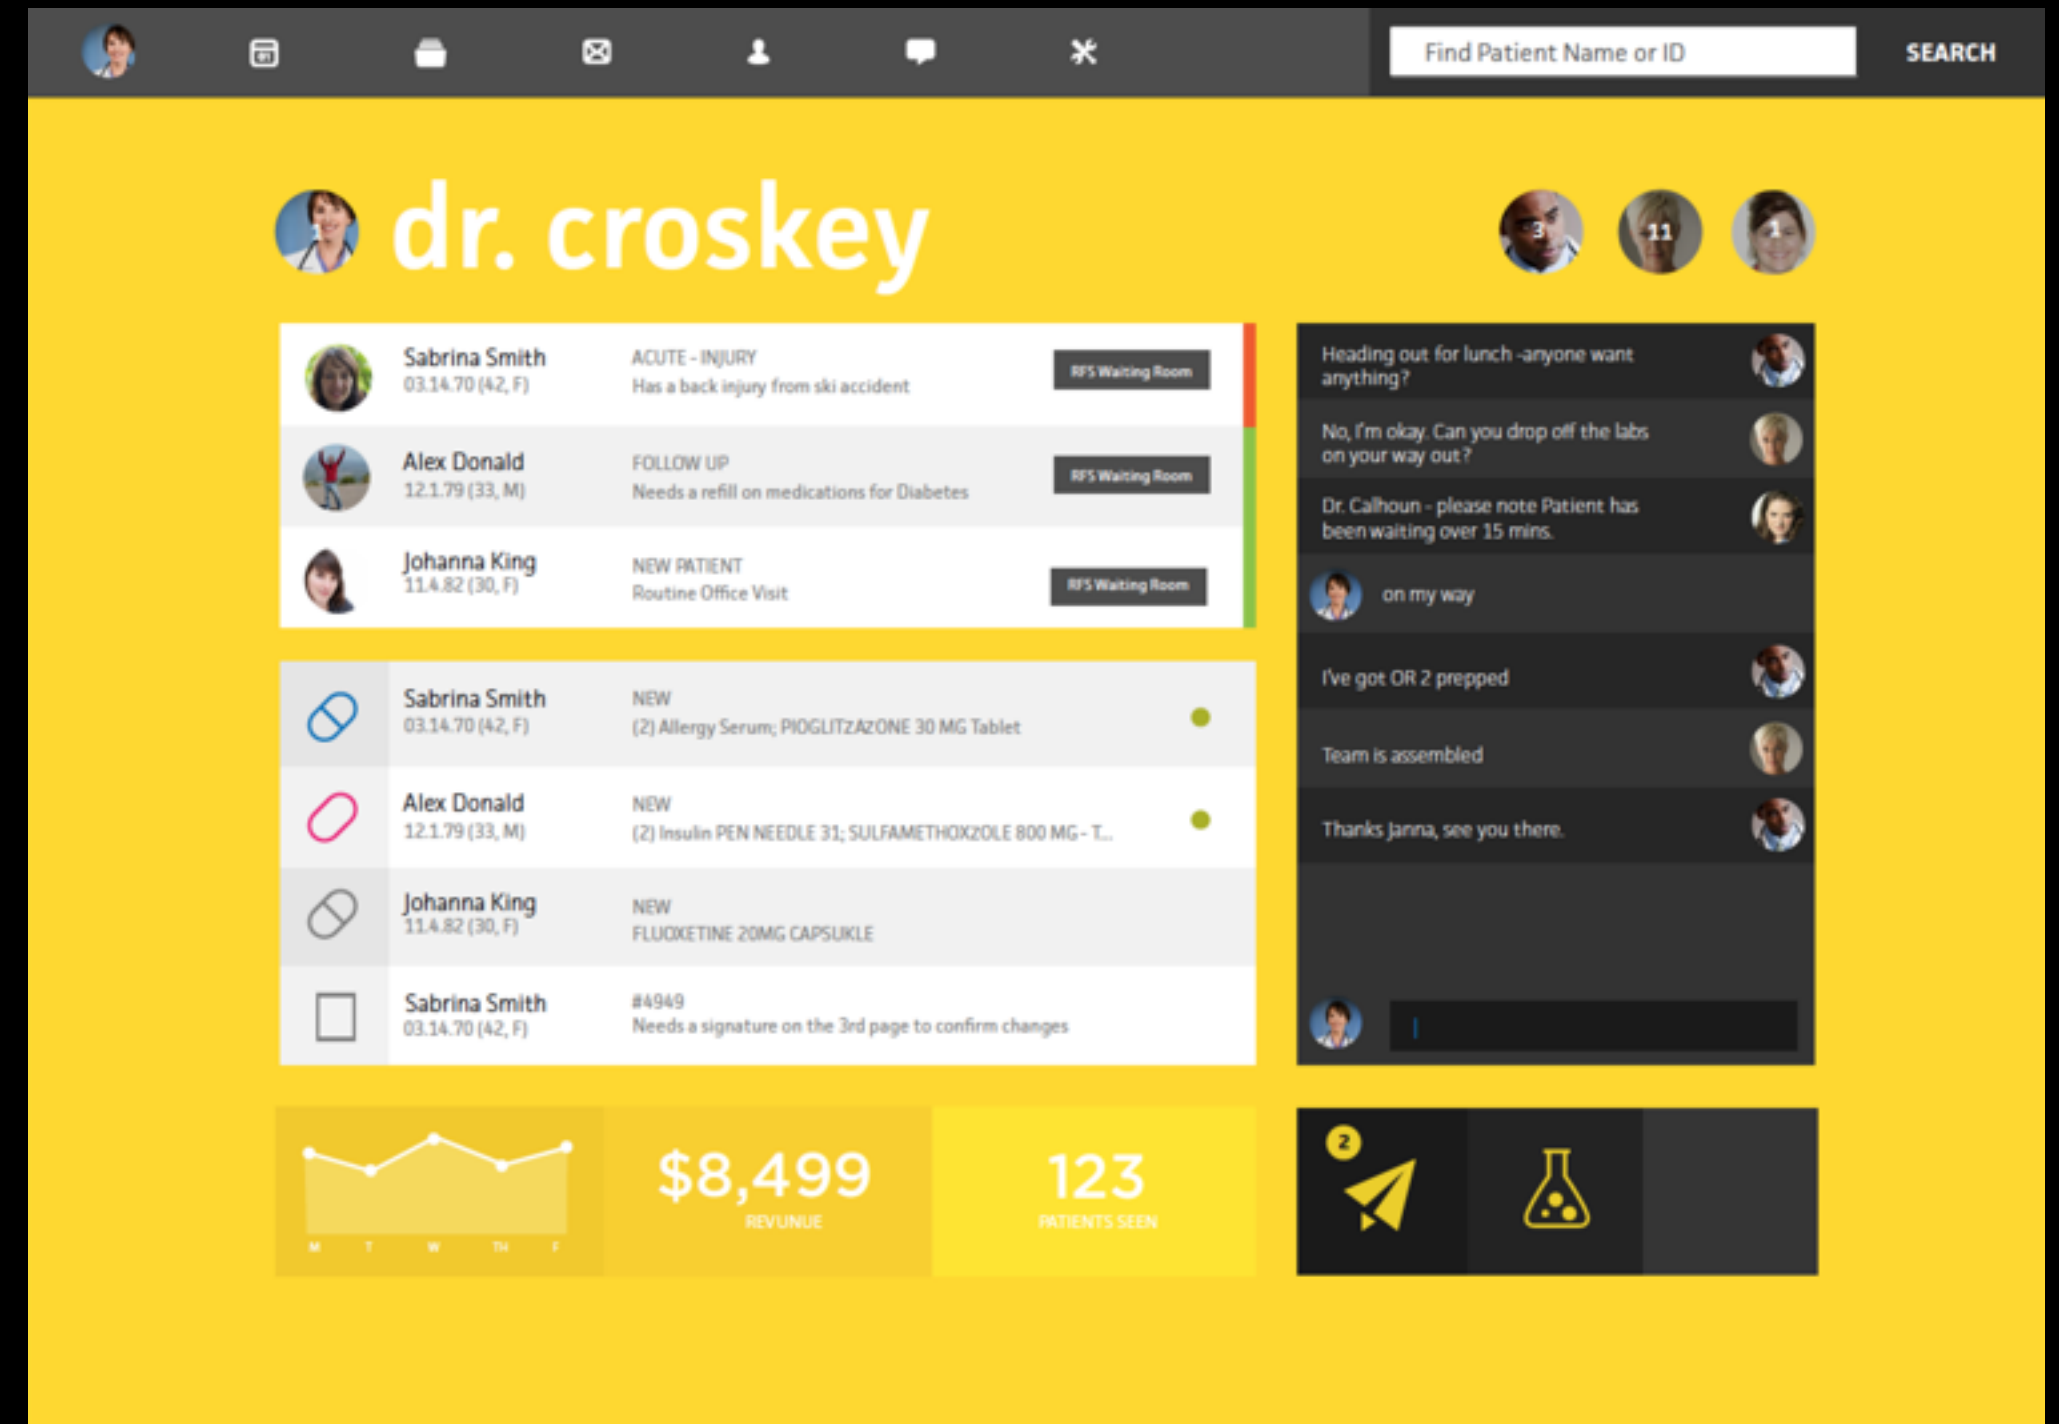 Find Patient Name or ID
SEARCH
dr. croskey
3
11
1
Sabrina Smith
03.14.70 (42, F)
ACUTE - INJURY
Has a back injury from ski accident
RFS Waiting Room
Alex Donald
12.1.79 (33, M)
FOLLOW UP
Needs a refill on medications for Diabetes
RFS Waiting Room
Johanna King
11.4.82 (30, F)
NEW PATIENT
Routine Office Visit
RFS Waiting Room
Sabrina Smith
03.14.70 (42, F)
NEW
(2) Allergy Serum; PIOGLITZAZONE 30 MG Tablet
Alex Donald
12.1.79 (33, M)
NEW
(2) Insulin PEN NEEDLE 31; SULFAMETHOXZOLE 800 MG - T...
Johanna King
11.4.82 (30, F)
NEW
FLUOXETINE 20MG CAPSUKLE
Sabrina Smith
03.14.70 (42, F)
#4949
Needs a signature on the 3rd page to confirm changes
Heading out for lunch -anyone want
anything?
No, I'm okay. Can you drop off the labs
on your way out?
Dr. Calhoun - please note Patient has
been waiting over 15 mins.
on my way
I've got OR 2 prepped
Team is assembled
Thanks Janna, see you there.
M T W TH F
$8,499
REVUNUE
123
PATIENTS SEEN
2